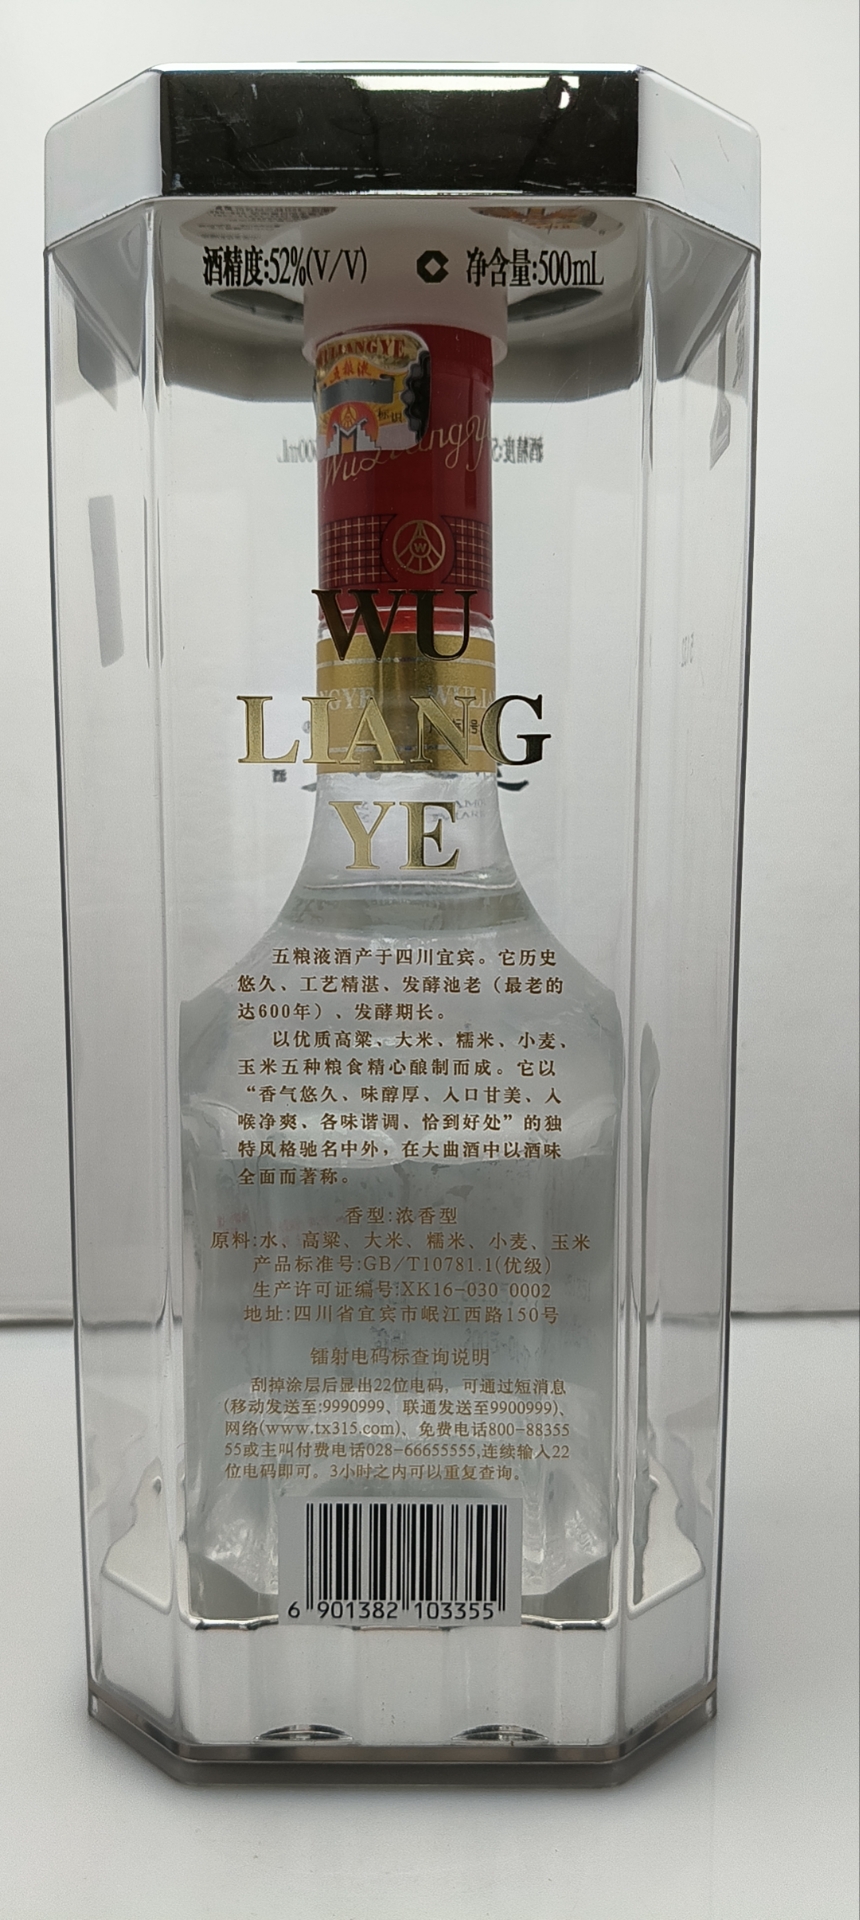 酒精度:52%(V/V) 净含量:500mL
WULIANGYE
五粮液
标识
WuLiangYe
W
WU
LIANG
YE
五粮液酒产于四川宜宾。它历史
悠久、工艺精湛、发酵池老（最老的
达600年）、发酵期长。
以优质高粱、大米、糯米、小麦、
玉米五种粮食精心酿制而成。它以
“香气悠久、味醇厚、入口甘美、入
喉净爽、各味谐调、恰到好处”的独
特风格驰名中外，在大曲酒中以酒味
全面而著称。
香型:浓香型
原料:水、高粱、大米、糯米、小麦、玉米
产品标准号:GB/T10781.1(优级)
生产许可证编号:XK16-030 0002
地址:四川省宜宾市岷江西路150号
镭射电码标查询说明
刮掉涂层后显出22位电码，可通过短消息
(移动发送至:9990999、联通发送至9900999)、
网络(www.tx315.com)、免费电话800-88355
55或主叫付费电话028-66655555,连续输入22
位电码即可。3小时之内可以重复查询。
6 901382 103355